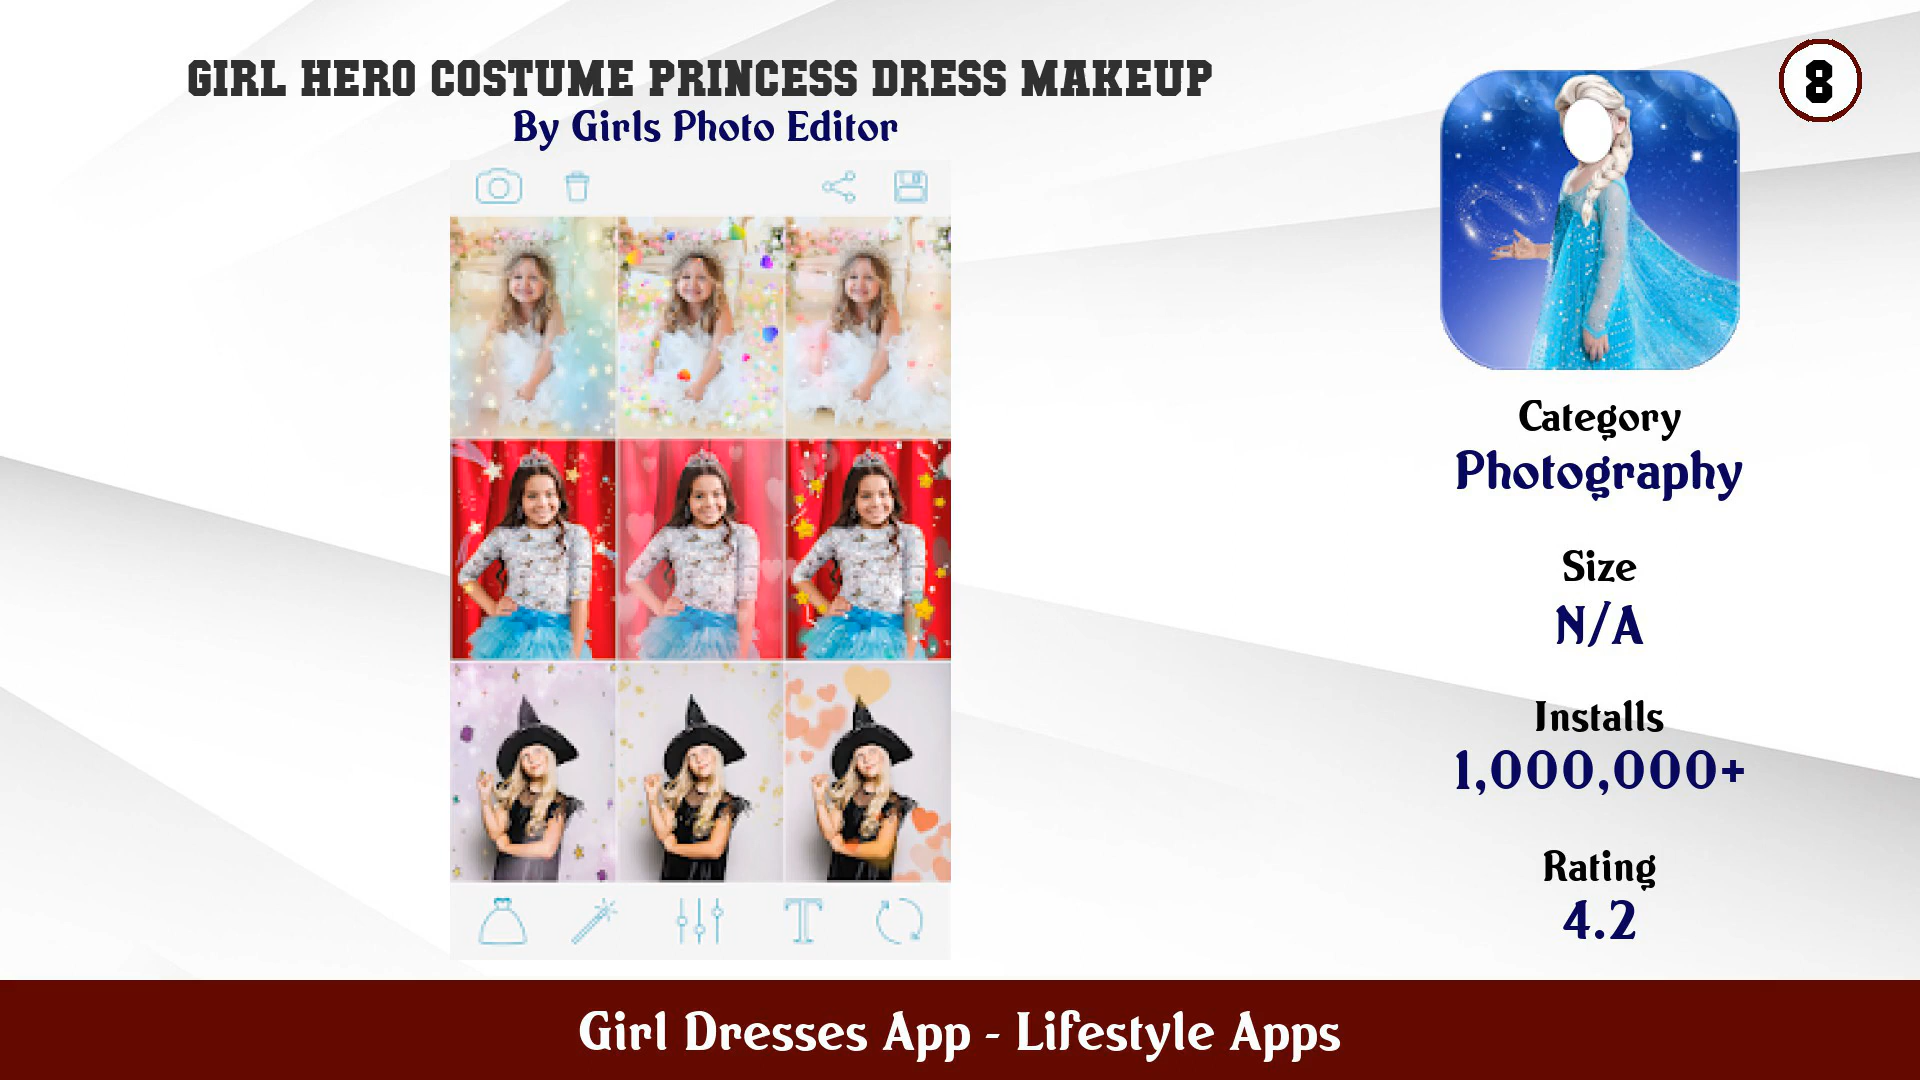 GIRL HERO COSTUME PRINCESS DRESS MAKEUP
By Girls Photo Editor
8
Category
Photography
Size
N/A
Installs
1,000,000+
Rating
4.2
T
Girl Dresses App - Lifestyle Apps